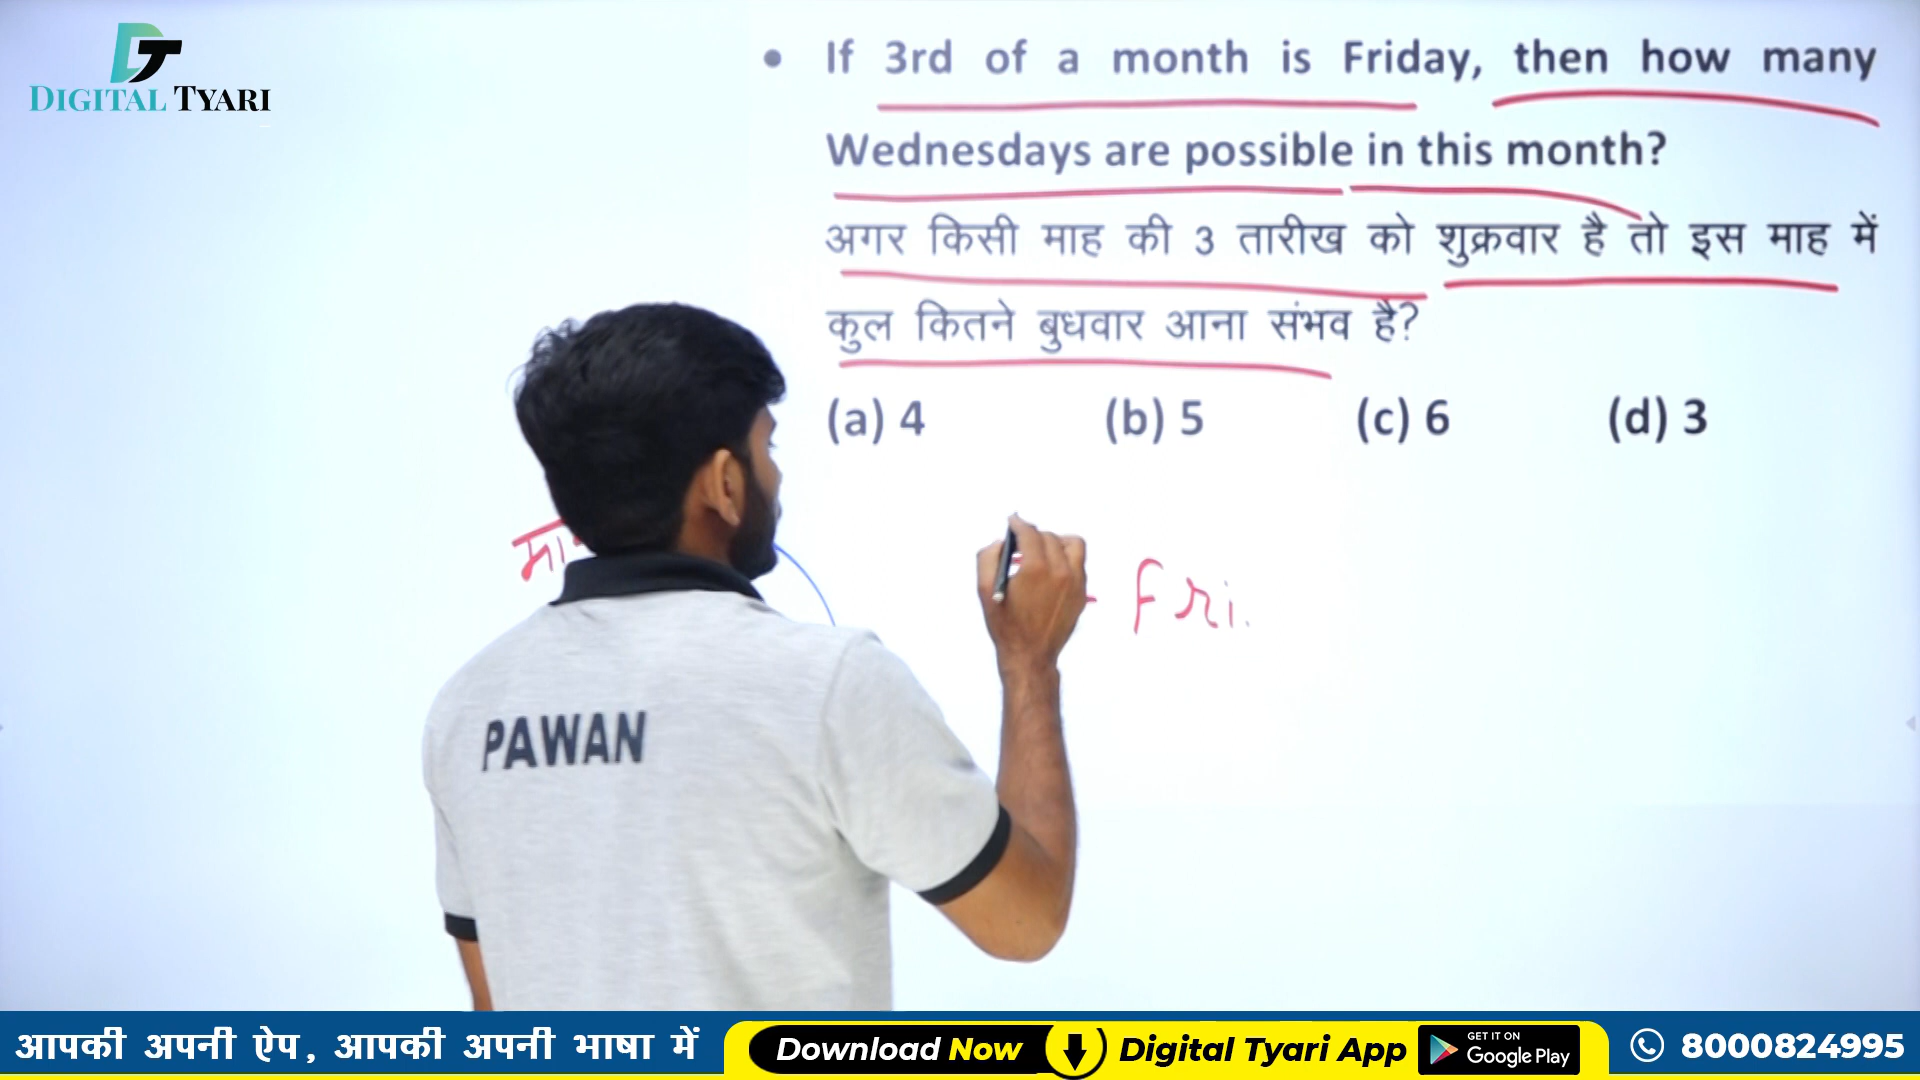 DT
DIGITAL TYARI
• If 3rd of a month is Friday, then how many
Wednesdays are possible in this month?
अगर किसी माह की 3 तारीख को शुक्रवार है तो इस माह में
कुल कितने बुधवार आना संभव है?
(a) 4 (b) 5 (c) 6 (d) 3
Fri.
PAWAN
आपकी अपनी ऐप, आपकी अपनी भाषा में
Download Now
Digital Tyari App
GET IT ON
Google Play
8000824995